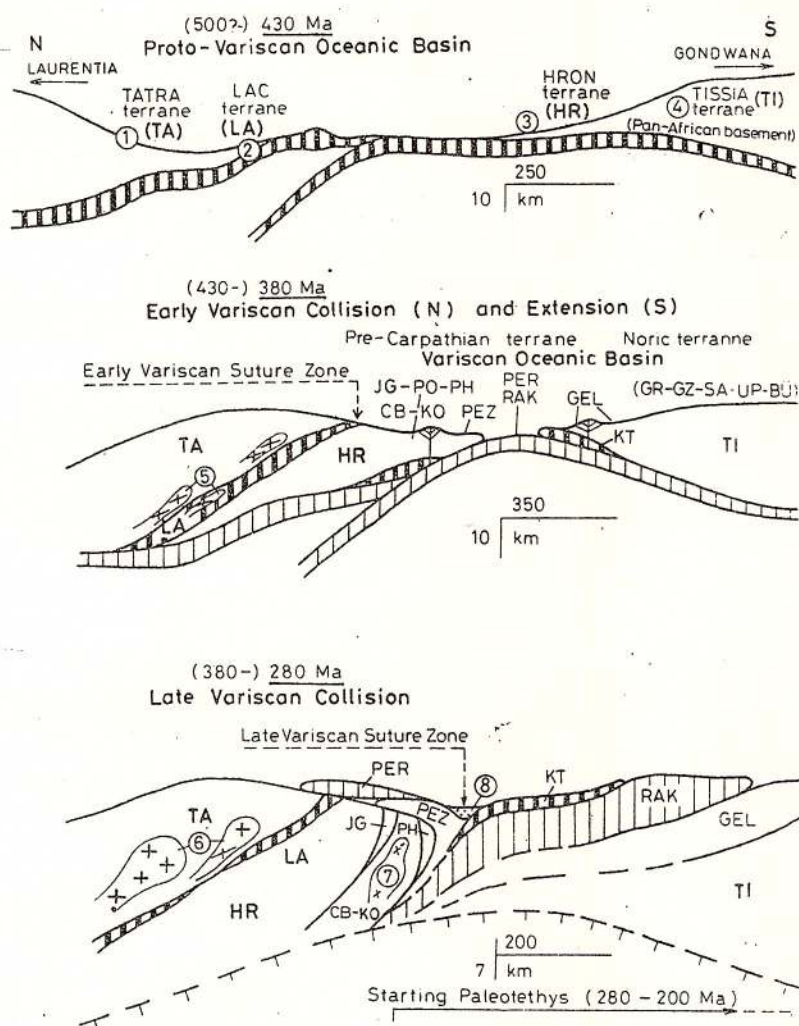 (500?-) 430 Ma
N
Proto-Variscan Oceanic Basin
S
LAURENTIA
GONDWANA
TATRA
terrane
(TA)
1
LAC
terrane
(LA)
2
HRON
terrane
(HR)
3
4 TISSIA (TI)
terrane
(Pan-African basement)
250
10 km
(430-) 380 Ma
Early Variscan Collision (N) and Extension (S)
Pre-Carpathian terrane Noric terranne
Variscan Oceanic Basin
Early Variscan Suture Zone
JG-PO-PH
CB-KO
PEZ
PER
RAK
GEL
(GR-GZ-SA-UP-BÜ)
KT
TA
HR
TI
5
LA
350
10 km
(380-) 280 Ma
Late Variscan Collision
Late Variscan Suture Zone
PER
8
KT
RAK
TA
JG
PH
PEZ
GEL
6
LA
7
HR
CB-KO
TI
200
7 km
Starting Paleotethys (280-200 Ma)